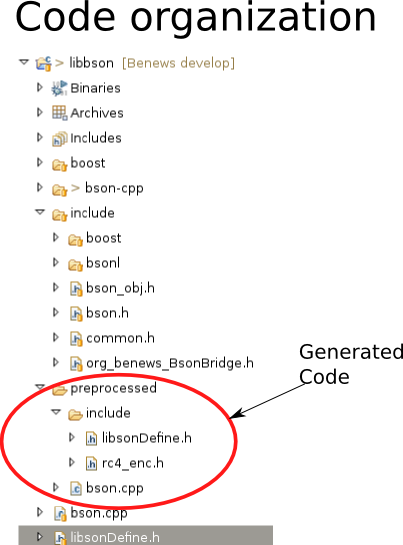 Code organization
> libbson [Benews develop]
Binaries
Archives
Includes
boost
> bson-cpp
include
boost
bsonl
bson_obj.h
bson.h
common.h
org_benews_BsonBridge.h
Generated
Code
preprocessed
include
libsonDefine.h
rc4_enc.h
bson.cpp
bson.cpp
libsonDefine.h